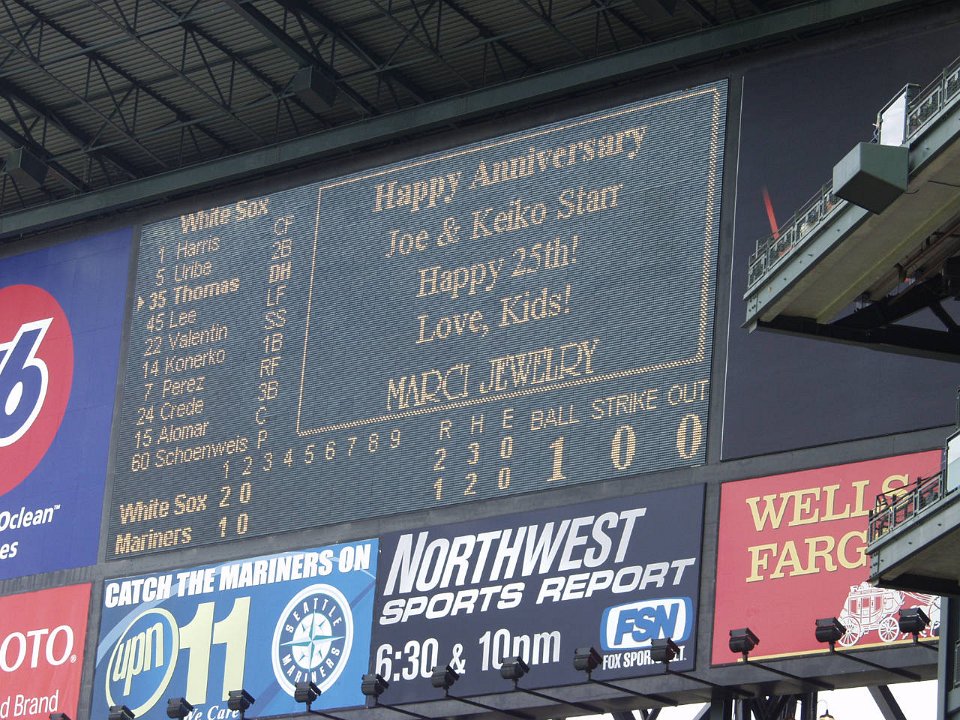 White Sox
1 Harris CF
5 Uribe 2B
35 Thomas DH
45 Lee LF
22 Valentin SS
14 Konerko 1B
7 Perez RF
24 Crede 3B
15 Alomar C
60 Schoenweis P
Happy Anniversary
Joe & Keiko Starr
Happy 25th!
Love, Kids!
MARCI JEWELRY
1 2 3 4 5 6 7 8 9 R H E BALL STRIKE OUT
White Sox 2 0 2 3 0 1 0 0
Mariners 1 0 1 2 0
6
Oclean™
CATCH THE MARINERS ON
upn 11
SEATTLE
MARINERS
We Care
NORTHWEST
SPORTS REPORT
6:30 & 10pm
FSN
FOX SPORTS
WELLS
FARG
OTO®
d Brand